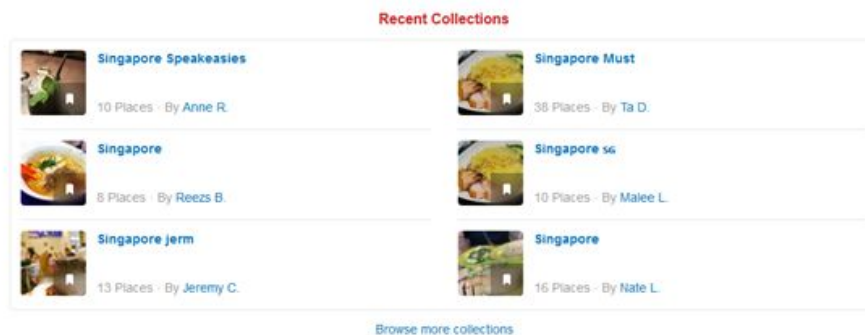 Recent Collections
Singapore Speakeasies
10 Places · By Anne R.
Singapore Must
38 Places · By Ta D.
Singapore
8 Places · By Reezs B.
Singapore SG
10 Places · By Malee L.
Singapore jerm
13 Places · By Jeremy C.
Singapore
16 Places · By Nate L.
Browse more collections